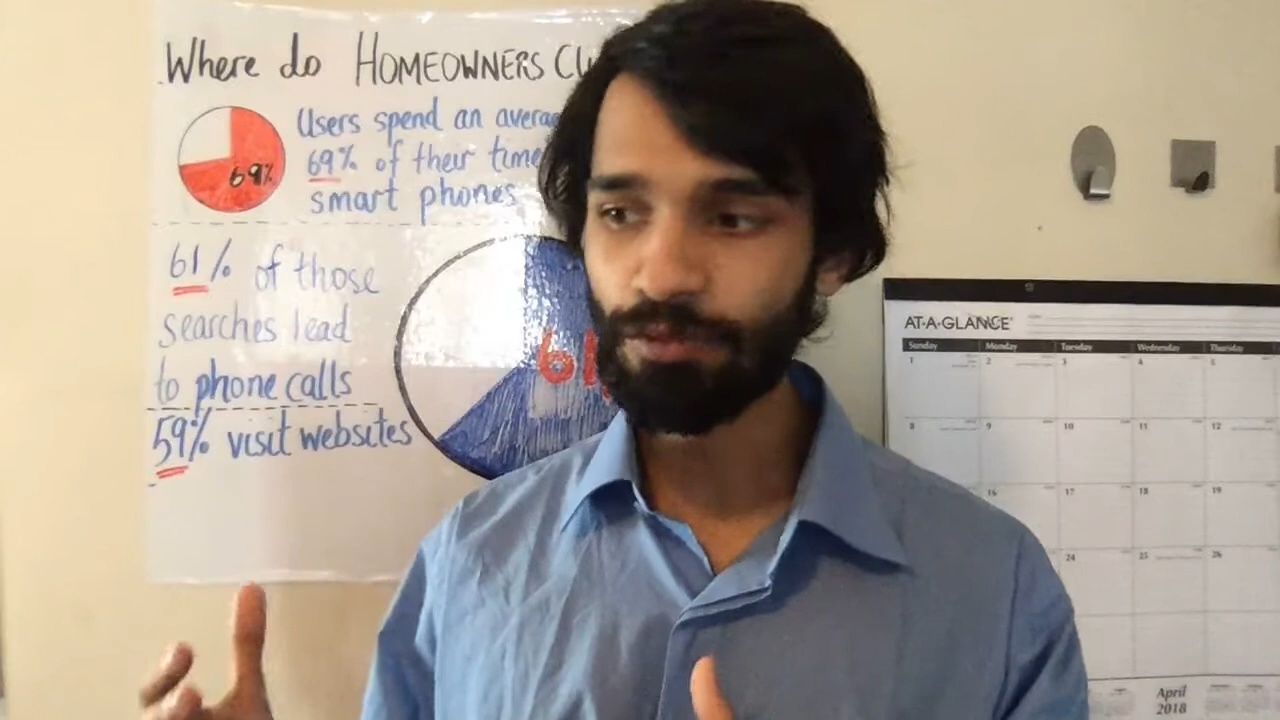 Where do HOMEOWNERS
69%
Users spend an
69% of their time
smart phones
61% of those
searches lead
to phone calls
59% visit websites
61
AT-A-GLANCE
Sunday Monday Tuesday Wednesday Thursday
1 2 3 4 5
8 9 10 11 12
16 17 18 19
24 25 26
April
2018